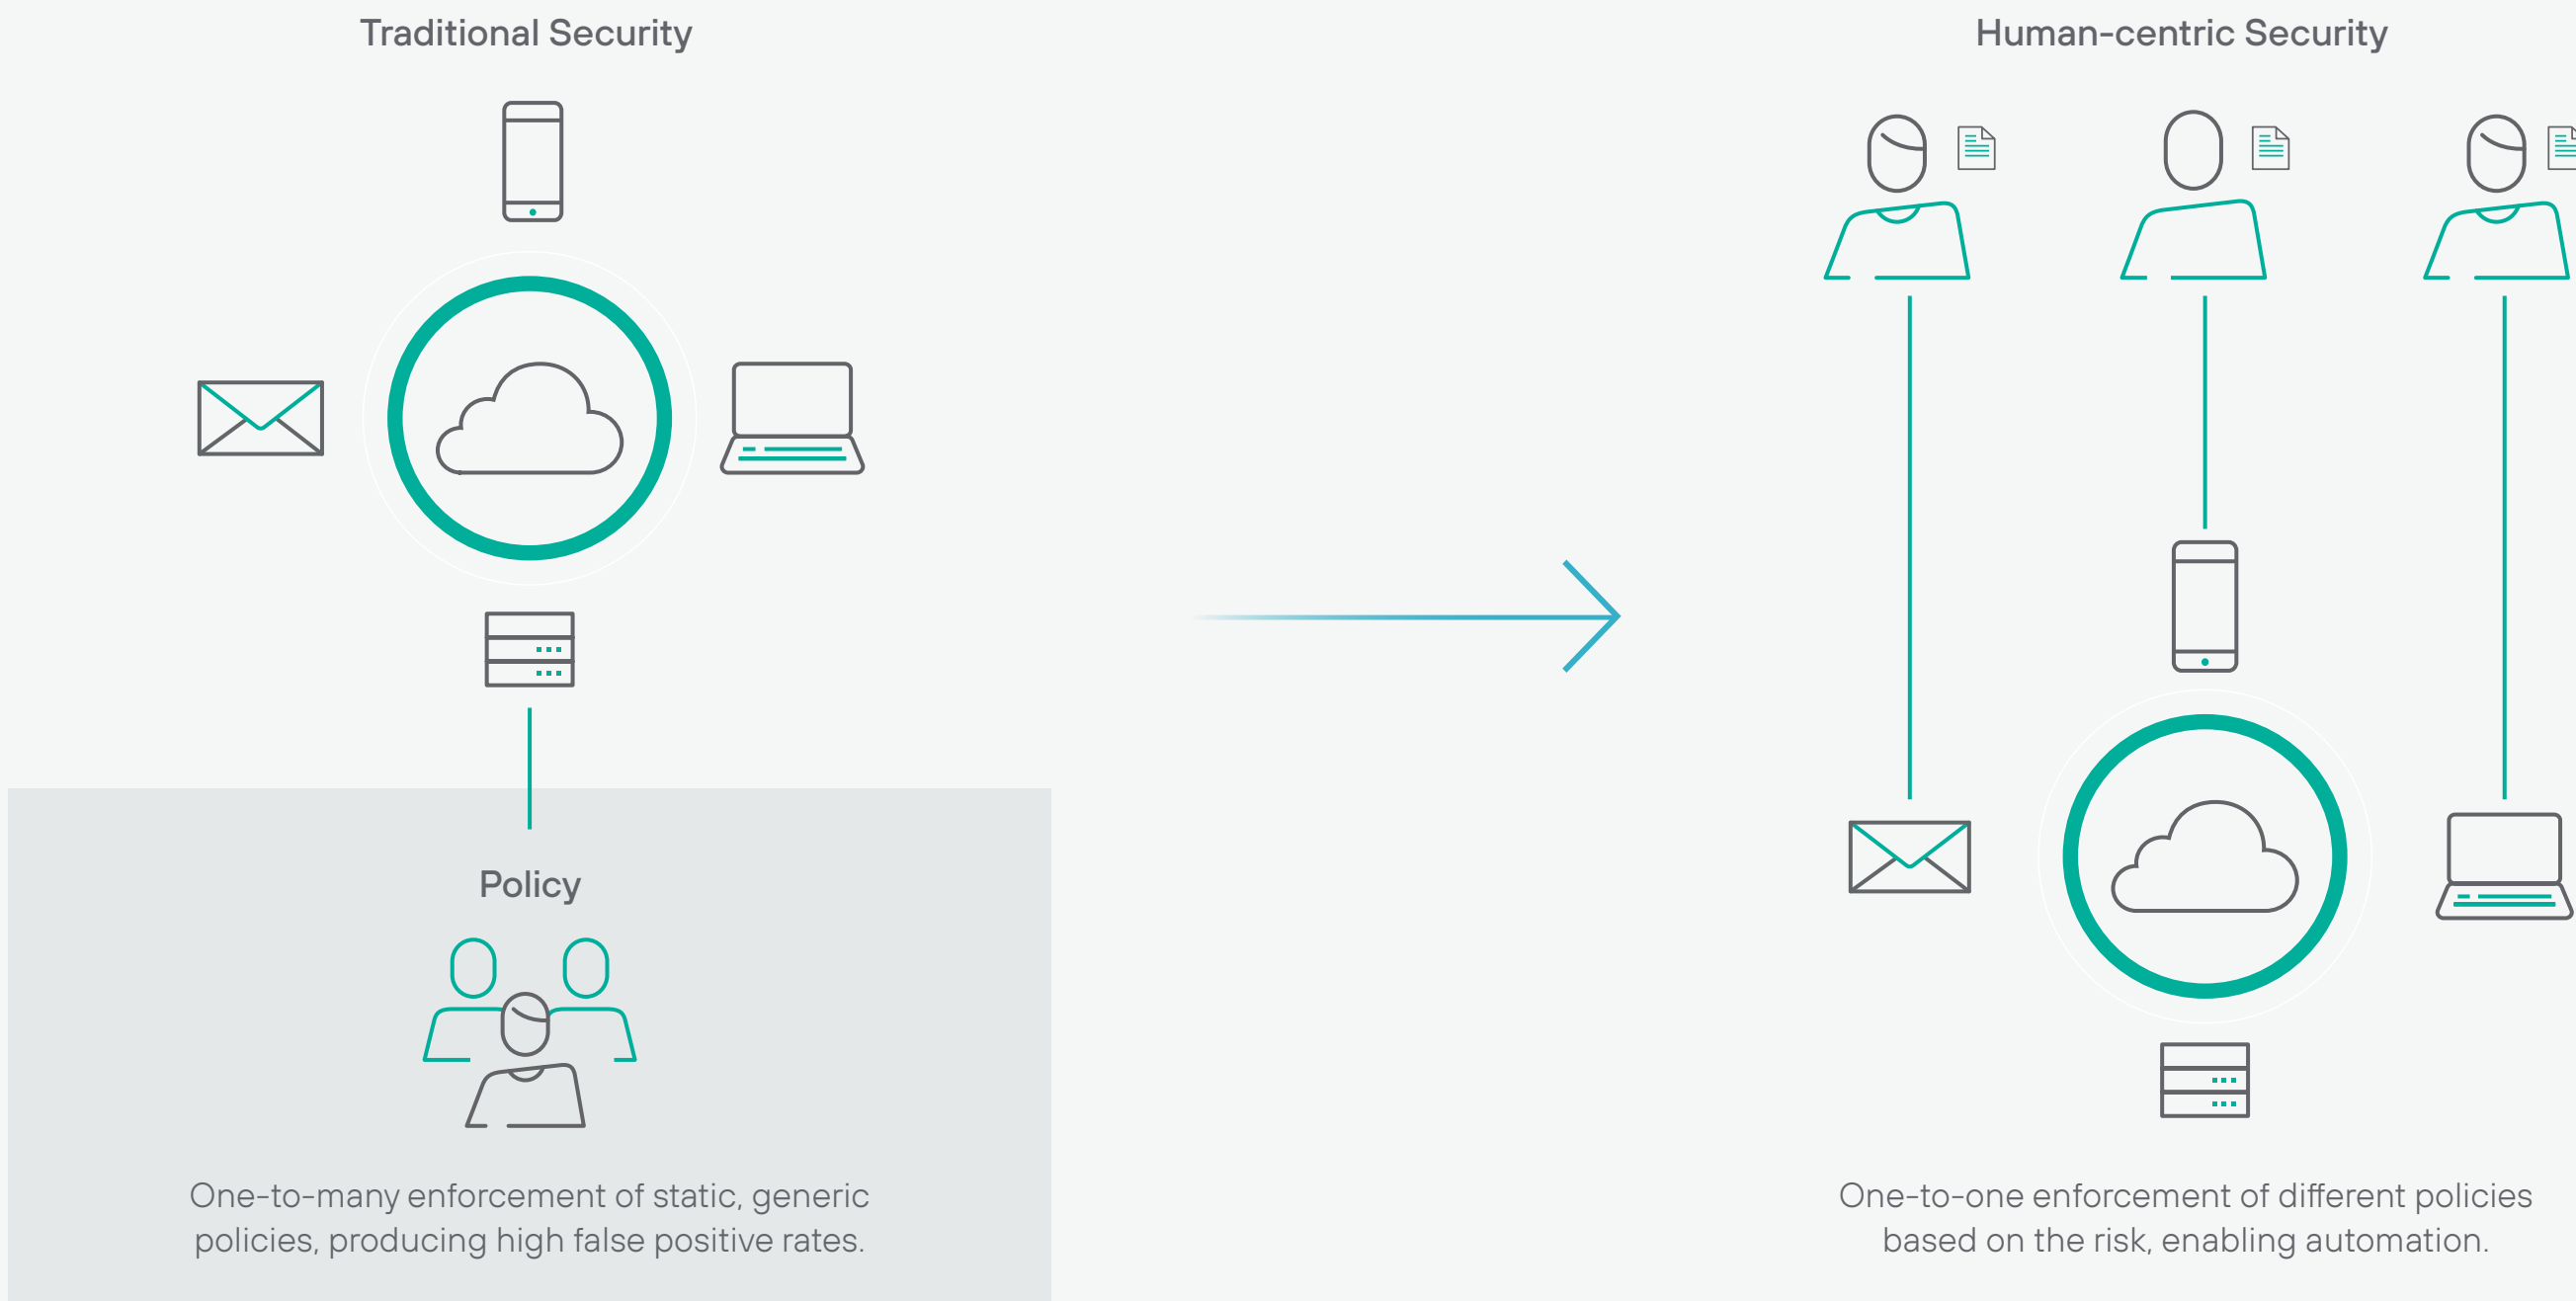 Traditional Security
Human-centric Security
Policy
One-to-many enforcement of static, generic
policies, producing high false positive rates.
One-to-one enforcement of different policies
based on the risk, enabling automation.